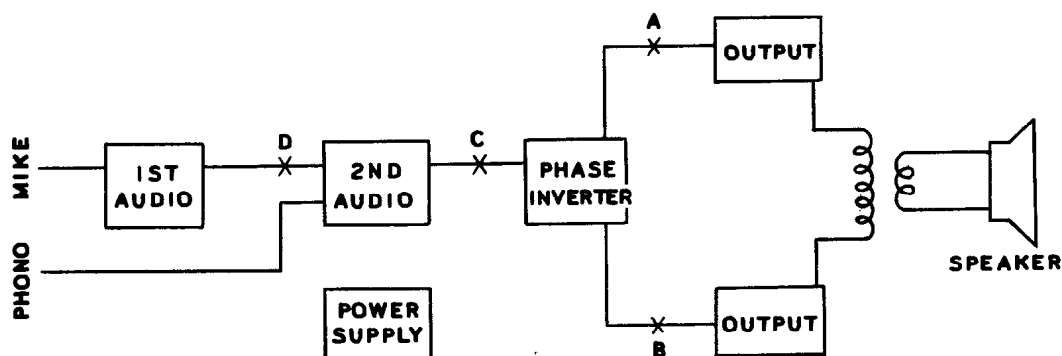 A
OUTPUT
MIKE
1ST
AUDIO
D
2ND
AUDIO
C
PHASE
INVERTER
PHONO
SPEAKER
POWER
SUPPLY
B
OUTPUT